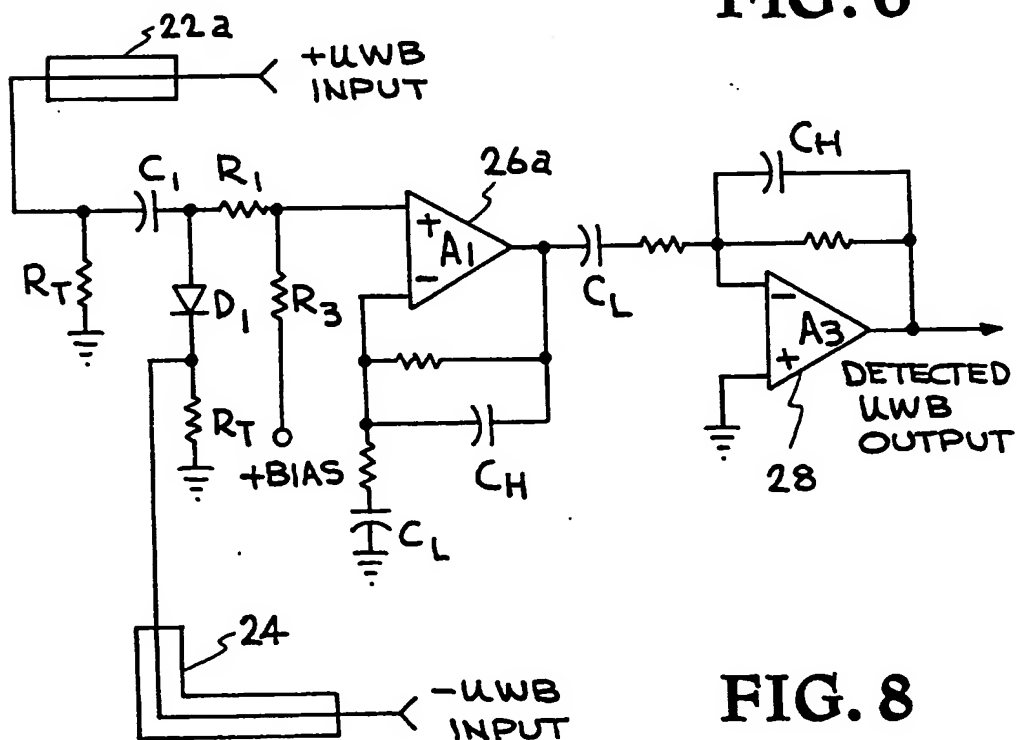 FIG. 6
22a
+UWB
INPUT
C1
R1
26a
CH
+
A1
-
RT
D1
R3
CL
-
A3
+
DETECTED
UWB
OUTPUT
RT
+BIAS
CH
28
CL
24
-UWB
INPUT
FIG. 8